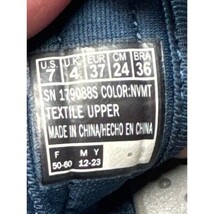 U.S. U.K. EUR CM BRA
7 4 37 24 36
SN 179088S COLOR:NVMT
TEXTILE UPPER
MADE IN CHINA/HECHO EN CHINA
F M Y
50-60 12-23